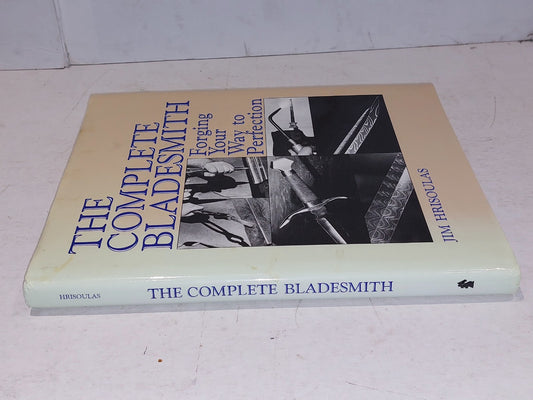 THE
COMPLETE
BLADESMITH
Forging
Your
Way to
Perfection
JIM HRISOULAS
HRISOULAS THE COMPLETE BLADESMITH